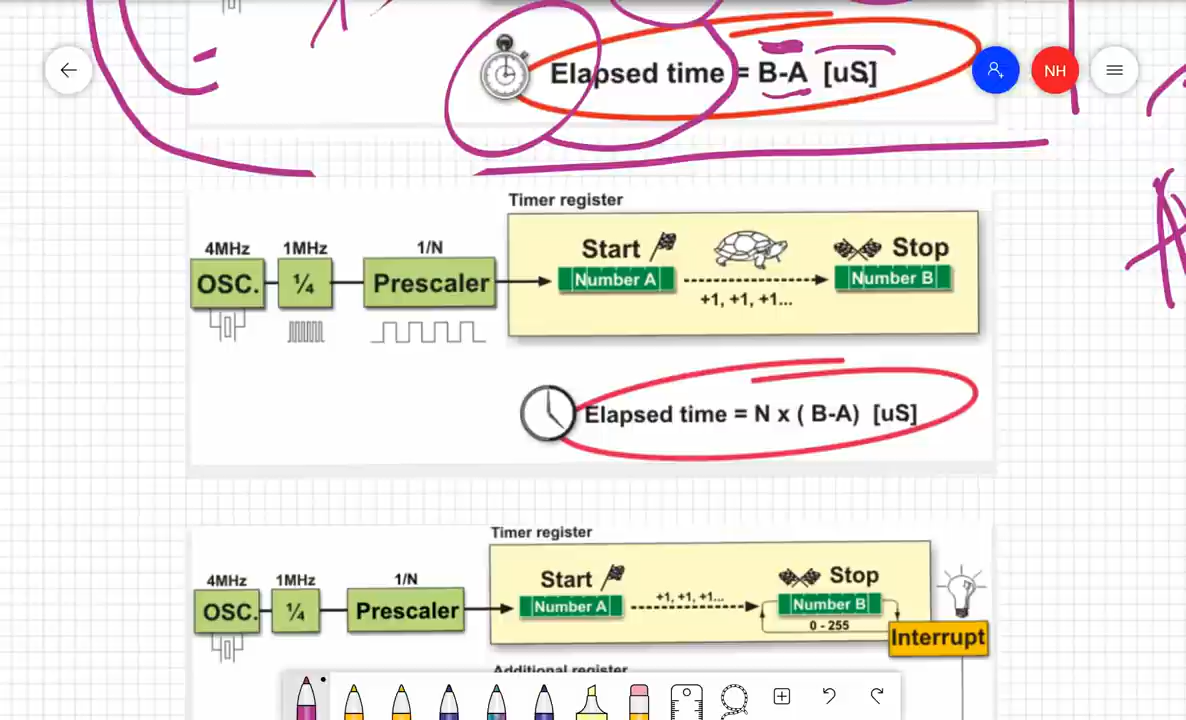 Elapsed time = B-A [uS]
NH
Timer register
4MHz 1MHz 1/N
Start Stop
OSC. ¼ Prescaler Number A Number B
+1, +1, +1...
Elapsed time = N x ( B-A) [uS]
Timer register
4MHz 1MHz 1/N
Start Stop
OSC. ¼ Prescaler Number A +1, +1, +1... Number B
0 - 255
Interrupt
Additional register